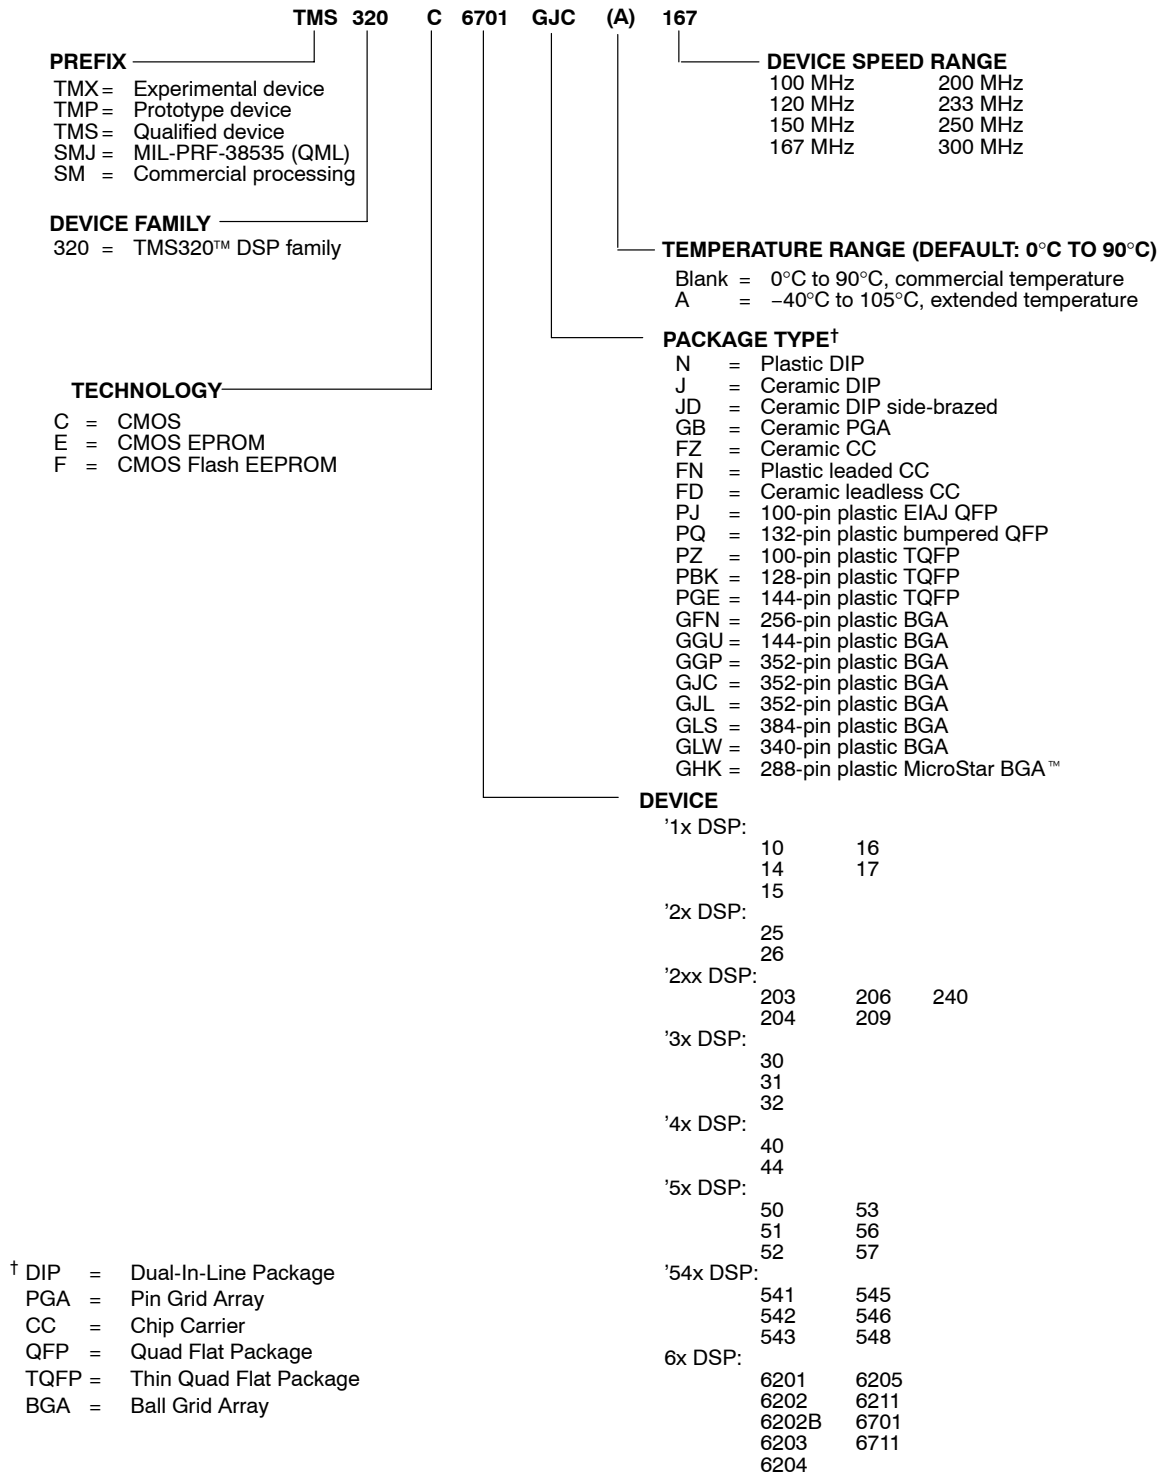 TMS 320 C 6701 GJC (A) 167
PREFIX
TMX = Experimental device
TMP = Prototype device
TMS = Qualified device
SMJ = MIL-PRF-38535 (QML)
SM = Commercial processing
DEVICE SPEED RANGE
100 MHz 200 MHz
120 MHz 233 MHz
150 MHz 250 MHz
167 MHz 300 MHz
DEVICE FAMILY
320 = TMS320™ DSP family
TEMPERATURE RANGE (DEFAULT: 0°C TO 90°C)
Blank = 0°C to 90°C, commercial temperature
A = −40°C to 105°C, extended temperature
PACKAGE TYPE†
N = Plastic DIP
J = Ceramic DIP
JD = Ceramic DIP side-brazed
GB = Ceramic PGA
FZ = Ceramic CC
FN = Plastic leaded CC
FD = Ceramic leadless CC
PJ = 100-pin plastic EIAJ QFP
PQ = 132-pin plastic bumpered QFP
PZ = 100-pin plastic TQFP
PBK = 128-pin plastic TQFP
PGE = 144-pin plastic TQFP
GFN = 256-pin plastic BGA
GGU = 144-pin plastic BGA
GGP = 352-pin plastic BGA
GJC = 352-pin plastic BGA
GJL = 352-pin plastic BGA
GLS = 384-pin plastic BGA
GLW = 340-pin plastic BGA
GHK = 288-pin plastic MicroStar BGA™
TECHNOLOGY
C = CMOS
E = CMOS EPROM
F = CMOS Flash EEPROM
DEVICE
’1x DSP:
10 16
14 17
15
’2x DSP:
25
26
’2xx DSP:
203 206 240
204 209
’3x DSP:
30
31
32
’4x DSP:
40
44
’5x DSP:
50 53
51 56
52 57
’54x DSP:
541 545
542 546
543 548
6x DSP:
6201 6205
6202 6211
6202B 6701
6203 6711
6204
† DIP = Dual-In-Line Package
PGA = Pin Grid Array
CC = Chip Carrier
QFP = Quad Flat Package
TQFP = Thin Quad Flat Package
BGA = Ball Grid Array